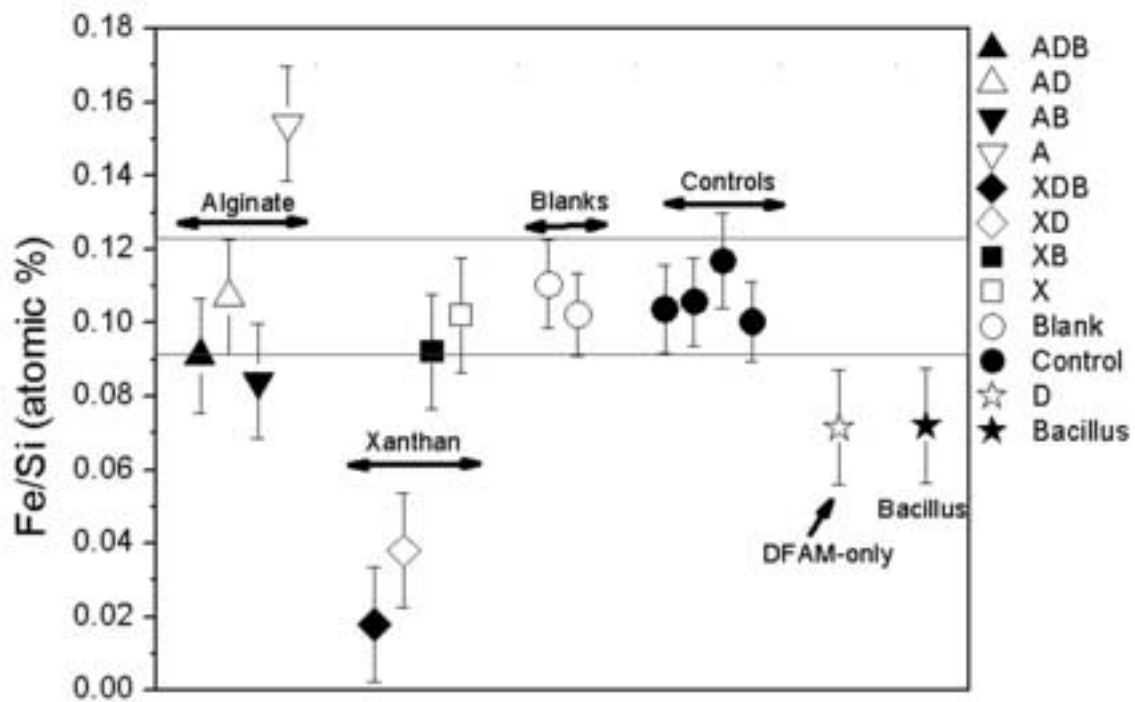 Fe/Si (atomic %)
0.18
0.16
0.14
0.12
0.10
0.08
0.06
0.04
0.02
0.00
Alginate
Xanthan
Blanks
Controls
DFAM-only
Bacillus
ADB
AD
AB
A
XDB
XD
XB
X
Blank
Control
D
Bacillus